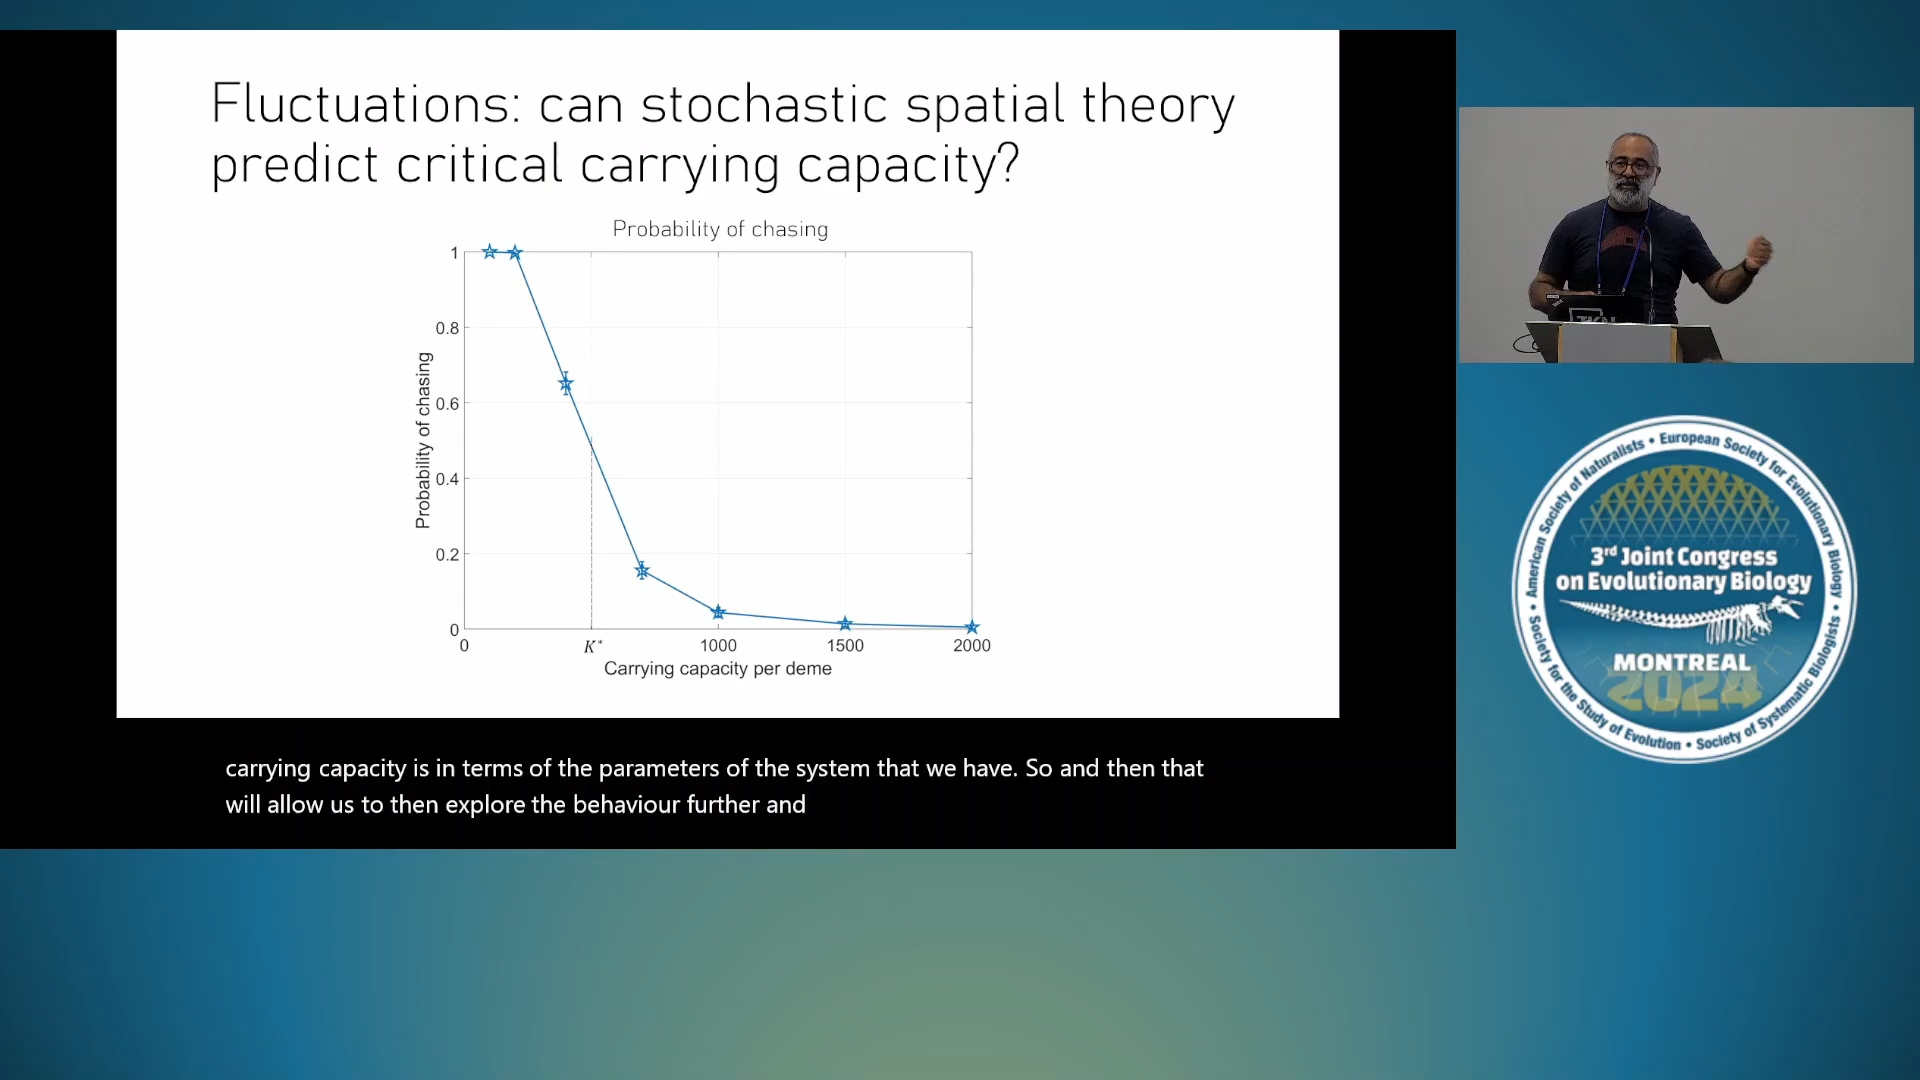 Fluctuations: can stochastic spatial theory
predict critical carrying capacity?
Probability of chasing
Probability of chasing
1
0.8
0.6
0.4
0.2
0
0
K*
1000
1500
2000
Carrying capacity per deme
carrying capacity is in terms of the parameters of the system that we have. So and then that
will allow us to then explore the behaviour further and
American Society of Naturalists • European Society for Evolutionary Biology •
Society of Systematic Biologists • Society for the Study of Evolution •
3rd Joint Congress
on Evolutionary Biology
MONTREAL
2024